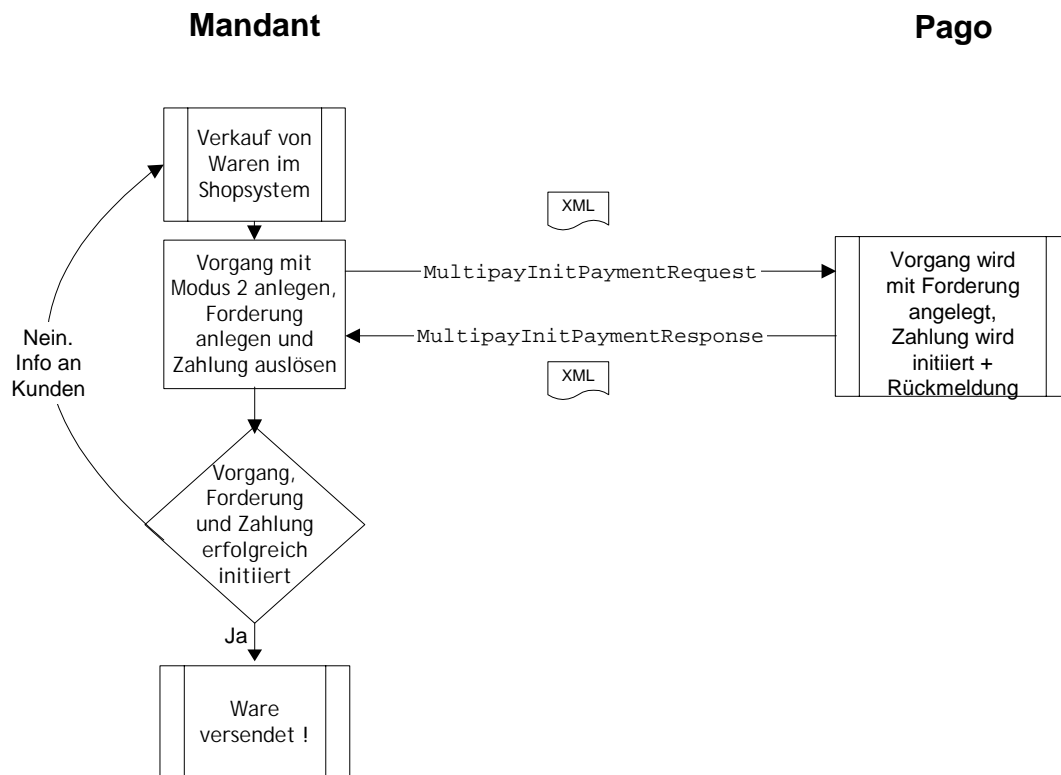 Mandant
Pago
Verkauf von
Waren im
Shopsystem
XML
Vorgang mit
Modus 2 anlegen,
Forderung
anlegen und
Zahlung auslösen
MultipayInitPaymentRequest
MultipayInitPaymentResponse
Vorgang wird
mit Forderung
angelegt,
Zahlung wird
initiiert +
Rückmeldung
XML
Nein.
Info an
Kunden
Vorgang,
Forderung
und Zahlung
erfolgreich
initiiert
Ja
Ware
versendet !